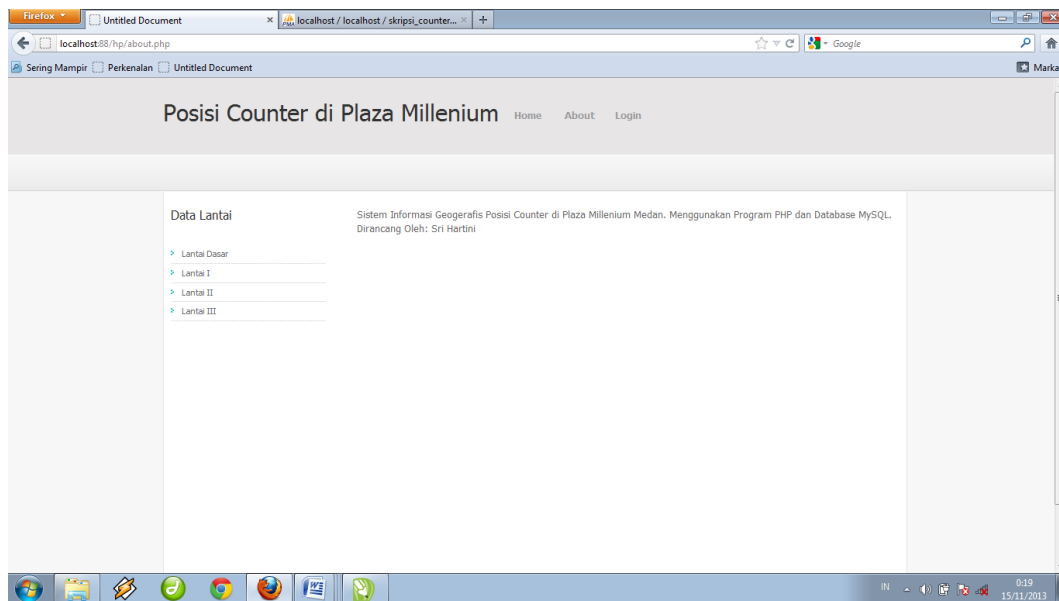 Firefox
Untitled Document
localhost / localhost / skripsi_counter...
localhost:88/hp/about.php
Google
Sering Mampir
Perkenalan
Untitled Document
Marka
Posisi Counter di Plaza Millenium
Home
About
Login
Data Lantai
Lantai Dasar
Lantai I
Lantai II
Lantai III
Sistem Informasi Geogerafis Posisi Counter di Plaza Millenium Medan. Menggunakan Program PHP dan Database MySQL.
Dirancang Oleh: Sri Hartini
IN
0:19
15/11/2013